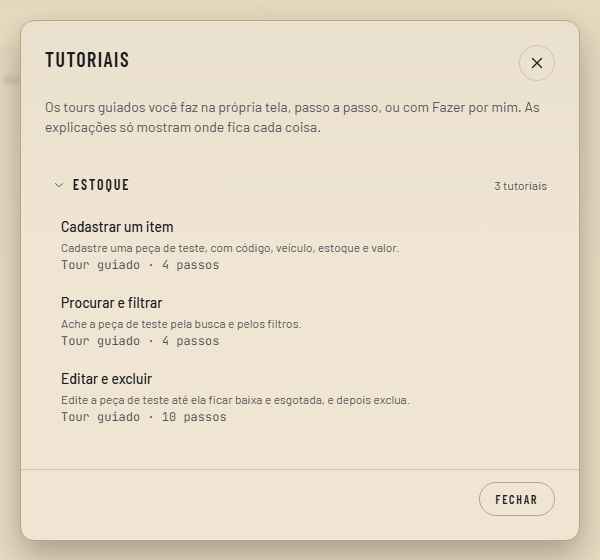 TUTORIAIS
Os tours guiados você faz na própria tela, passo a passo, ou com Fazer por mim. As
explicações só mostram onde fica cada coisa.
ESTOQUE
3 tutoriais
Cadastrar um item
Cadastre uma peça de teste, com código, veículo, estoque e valor.
Tour guiado · 4 passos
Procurar e filtrar
Ache a peça de teste pela busca e pelos filtros.
Tour guiado · 4 passos
Editar e excluir
Edite a peça de teste até ela ficar baixa e esgotada, e depois exclua.
Tour guiado · 10 passos
FECHAR